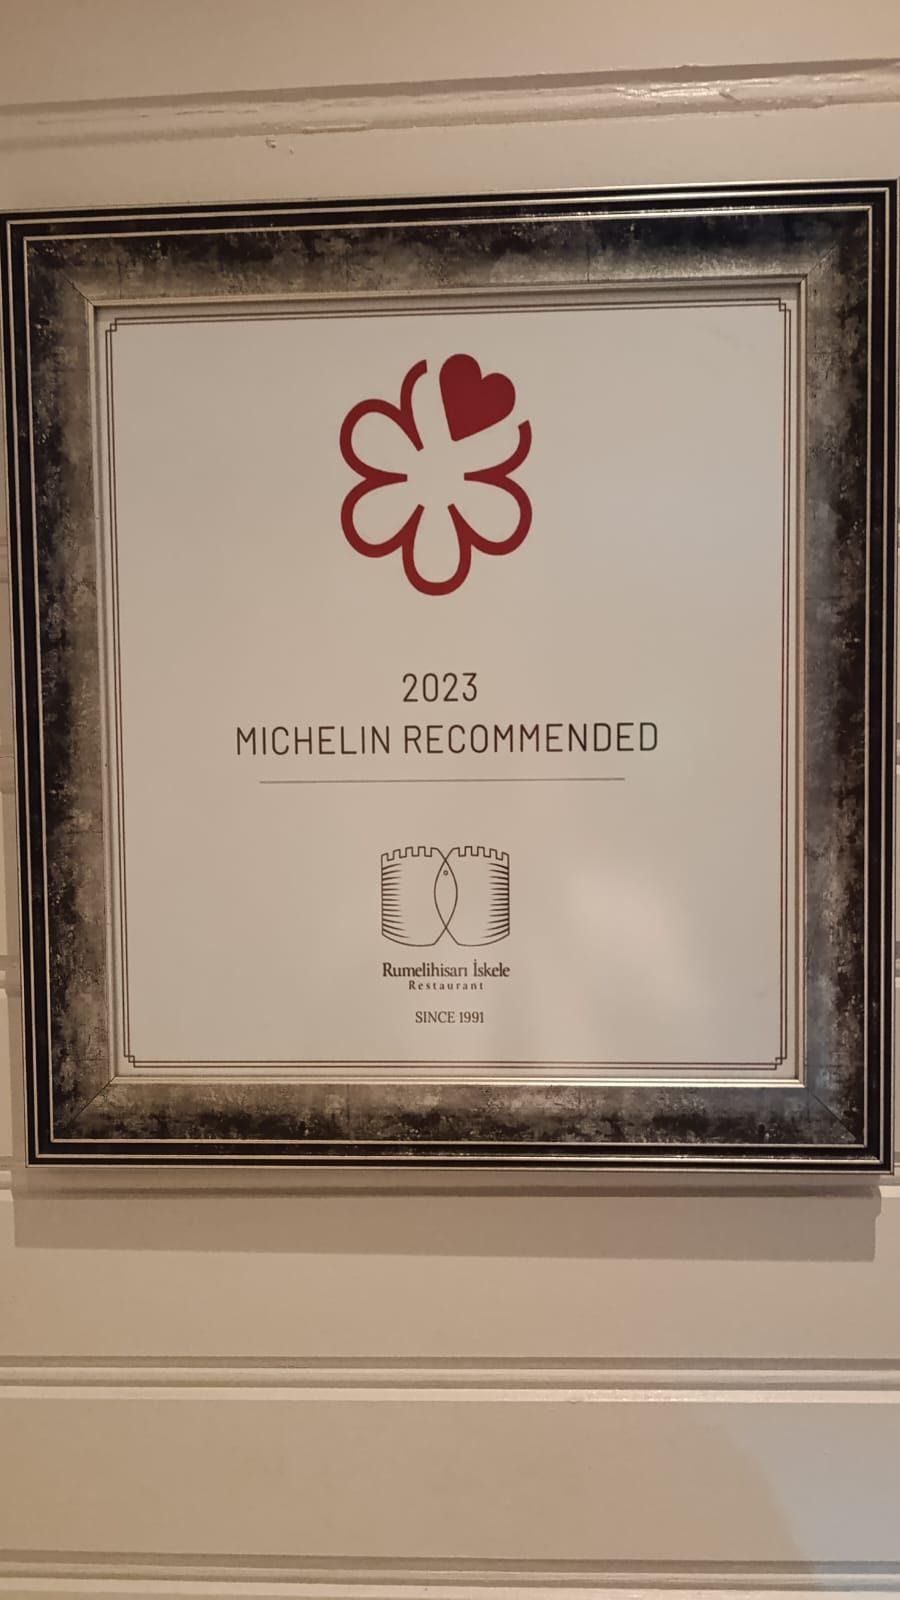 2023
MICHELIN RECOMMENDED
Rumelihisarı İskele
Restaurant
SINCE 1991